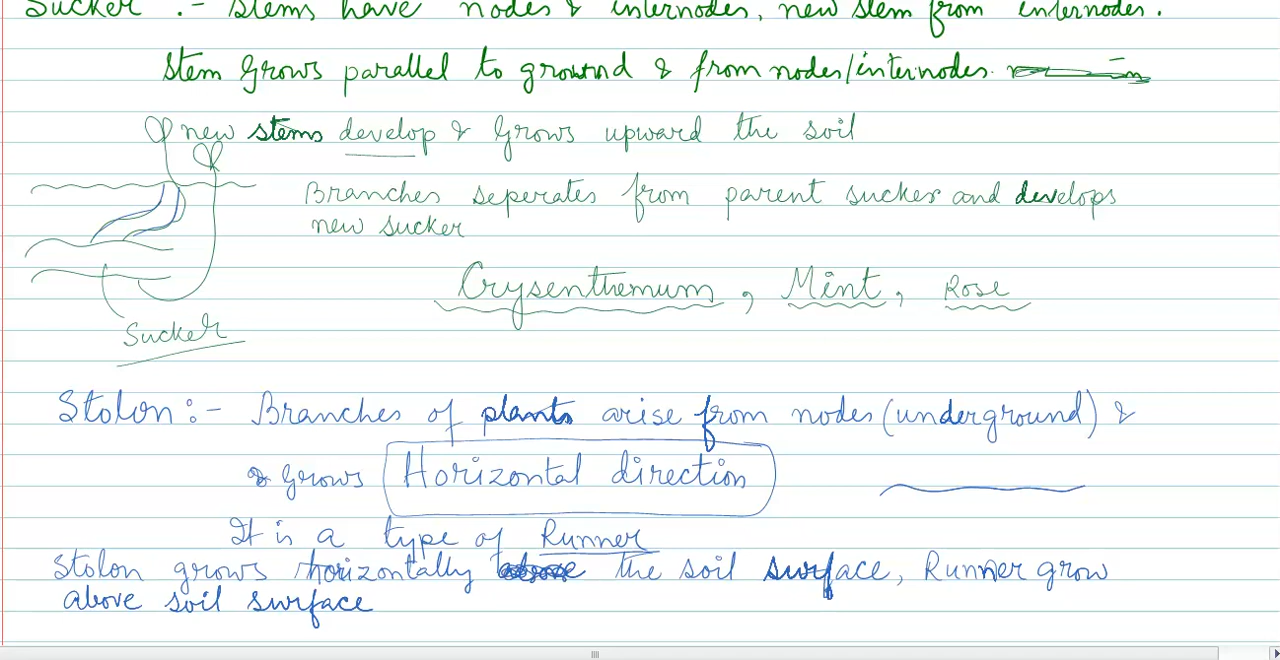 Sucker :- Stems have nodes & internodes, new stem from internodes.
Stem Grows parallel to ground & from nodes/internodes.
new stems develop & Grows upward the soil
Branches seperates from parent sucker and develops
new sucker
Crysenthemum, Mint, Rose
Sucker
Stolon :- Branches of plants arise from nodes (underground) &
& Grows Horizontal direction
It is a type of Runner
Stolon grows horizontally the soil surface, Runner grow
above soil surface